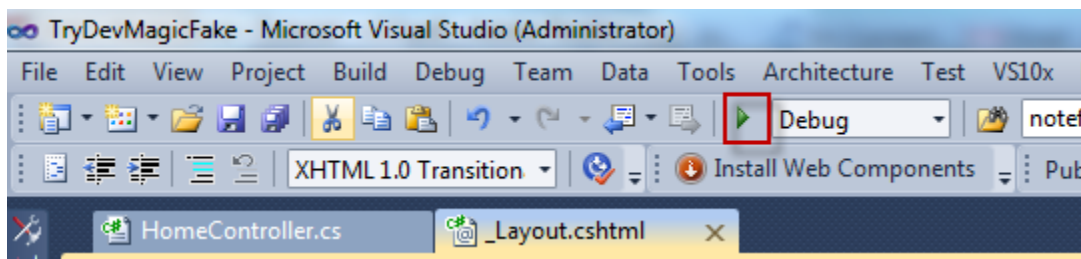 TryDevMagicFake - Microsoft Visual Studio (Administrator)
File Edit View Project Build Debug Team Data Tools Architecture Test VS10x
Debug
XHTML 1.0 Transition Install Web Components
HomeController.cs _Layout.cshtml